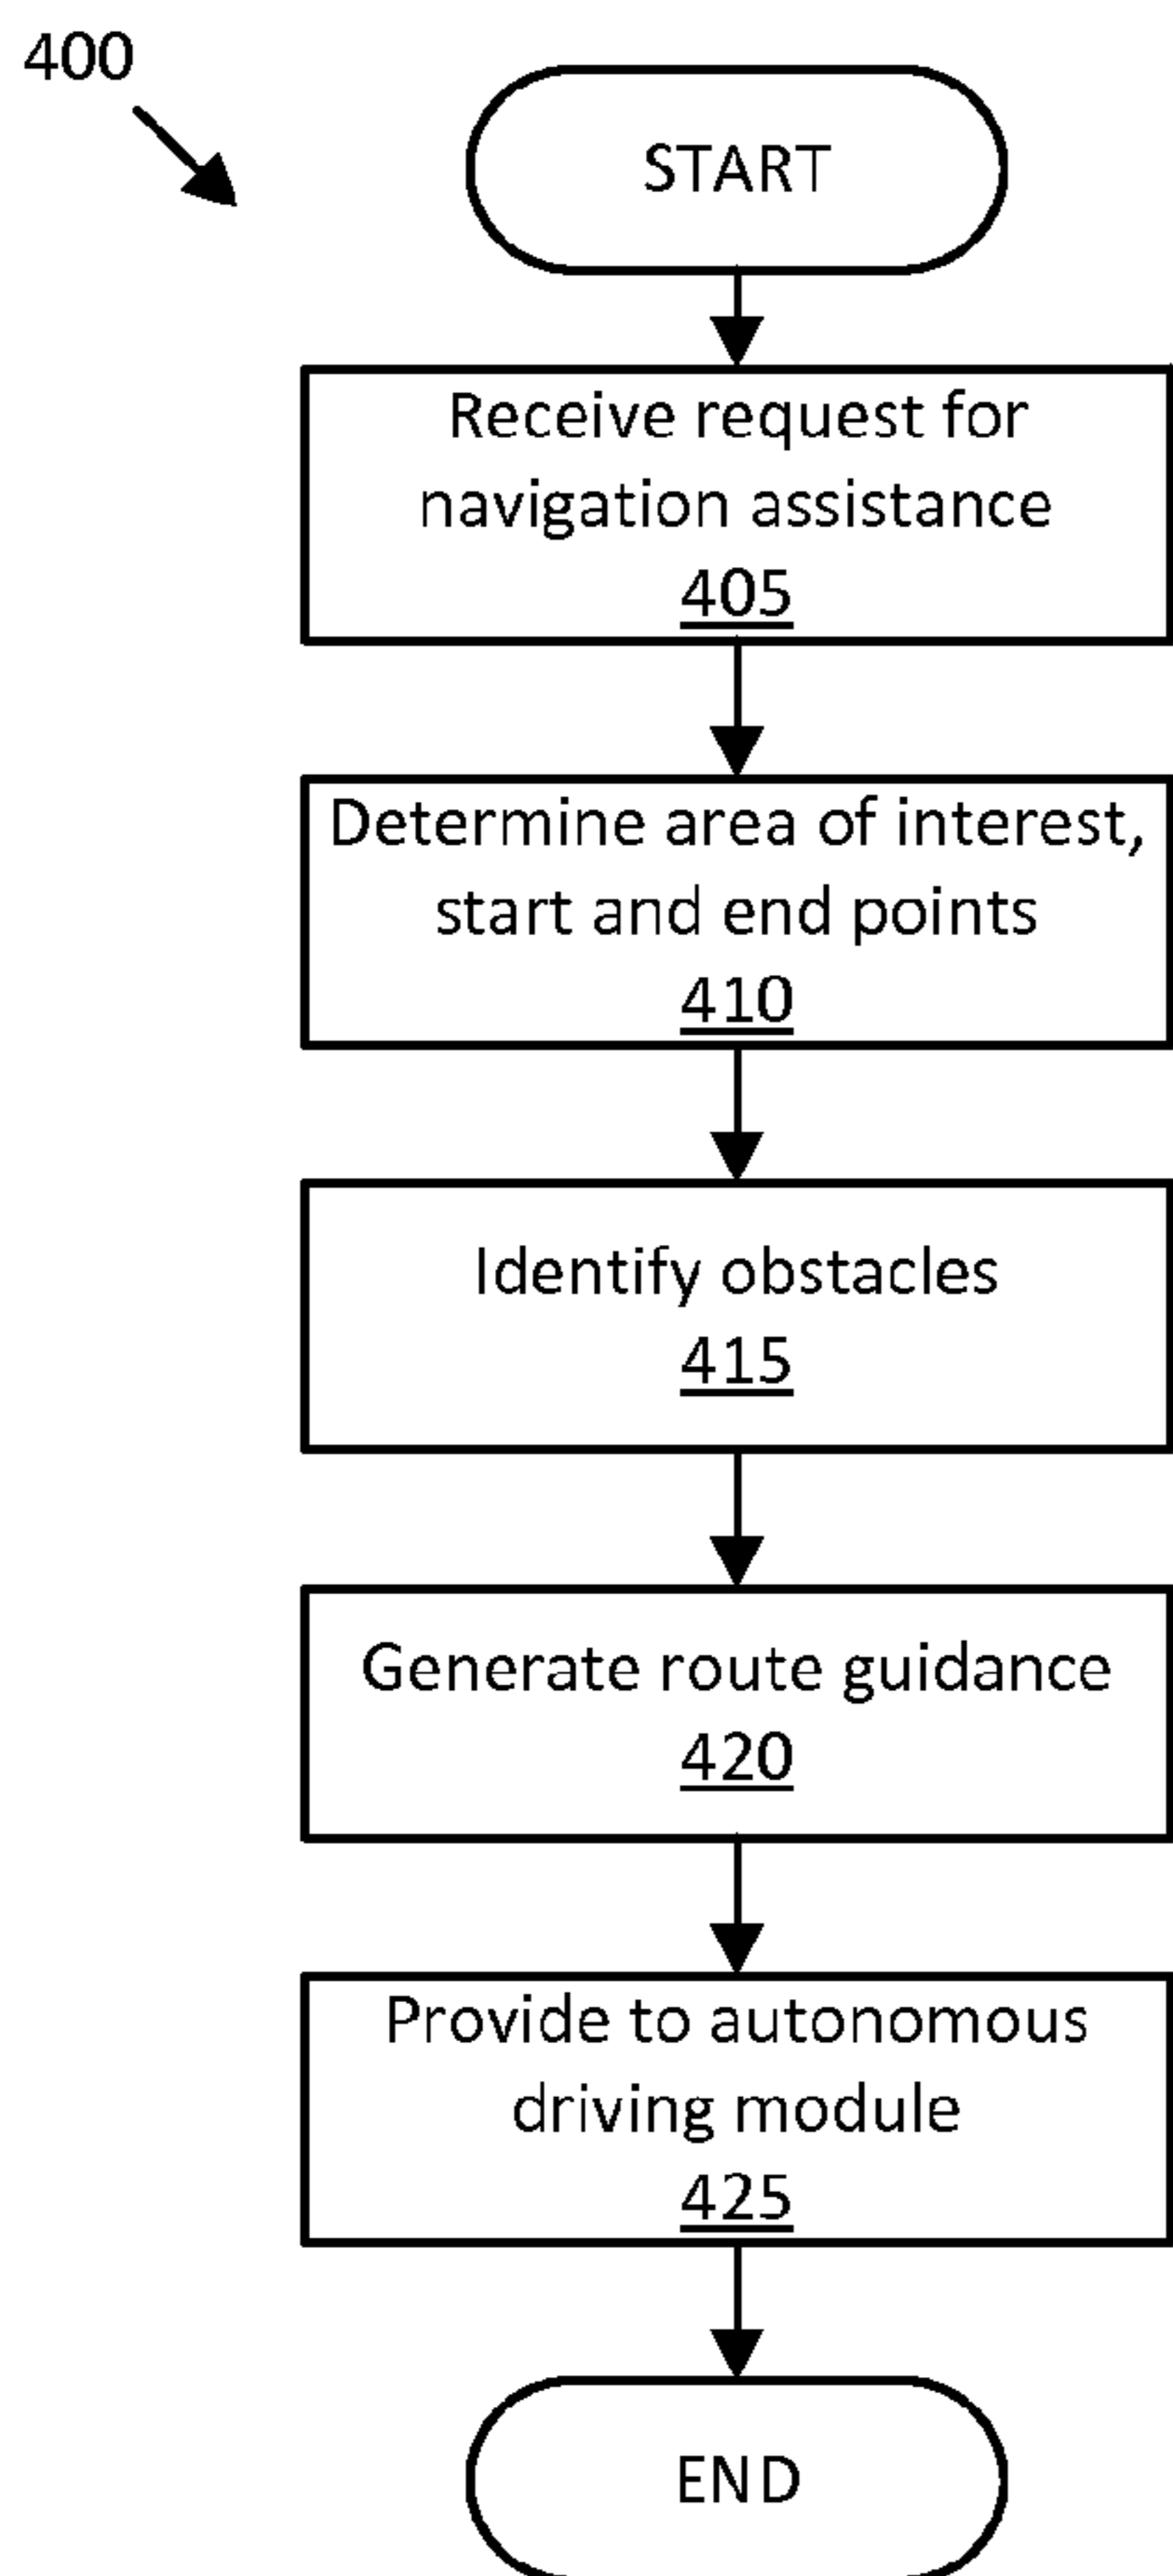 400
START
Receive request for
navigation assistance
405
Determine area of interest,
start and end points
410
Identify obstacles
415
Generate route guidance
420
Provide to autonomous
driving module
425
END